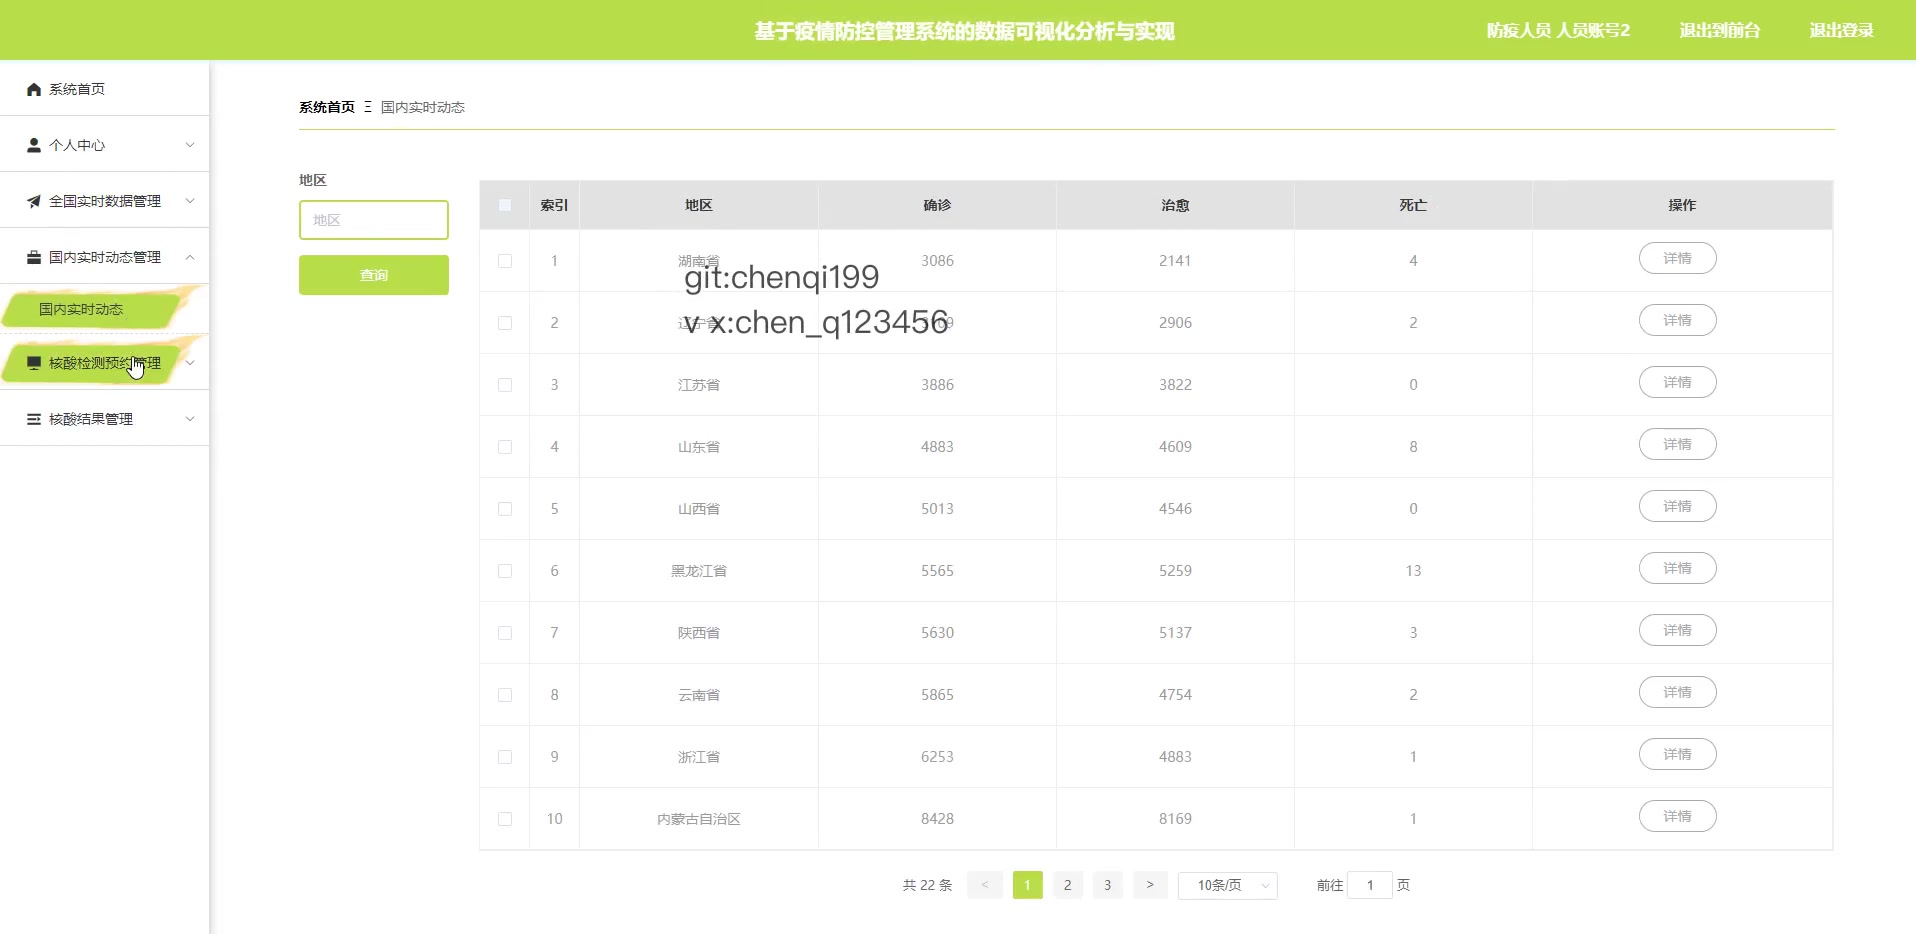 基于疫情防控管理系统的数据可视化分析与实现
防疫人员 人员账号2
退出到前台
退出登录
系统首页
个人中心
全国实时数据管理
国内实时动态管理
国内实时动态
核酸检测预约管理
核酸结果管理
系统首页 Ξ 国内实时动态
地区
地区
查询
索引 地区 确诊 治愈 死亡 操作
1 湖南省 3086 2141 4 详情
git:chenqi199
2 辽宁省 2906 2 详情
v x:chen_q123456
3 江苏省 3886 3822 0 详情
4 山东省 4883 4609 8 详情
5 山西省 5013 4546 0 详情
6 黑龙江省 5565 5259 13 详情
7 陕西省 5630 5137 3 详情
8 云南省 5865 4754 2 详情
9 浙江省 6253 4883 1 详情
10 内蒙古自治区 8428 8169 1 详情
共 22 条 < 1 2 3 > 10条/页 前往 1 页